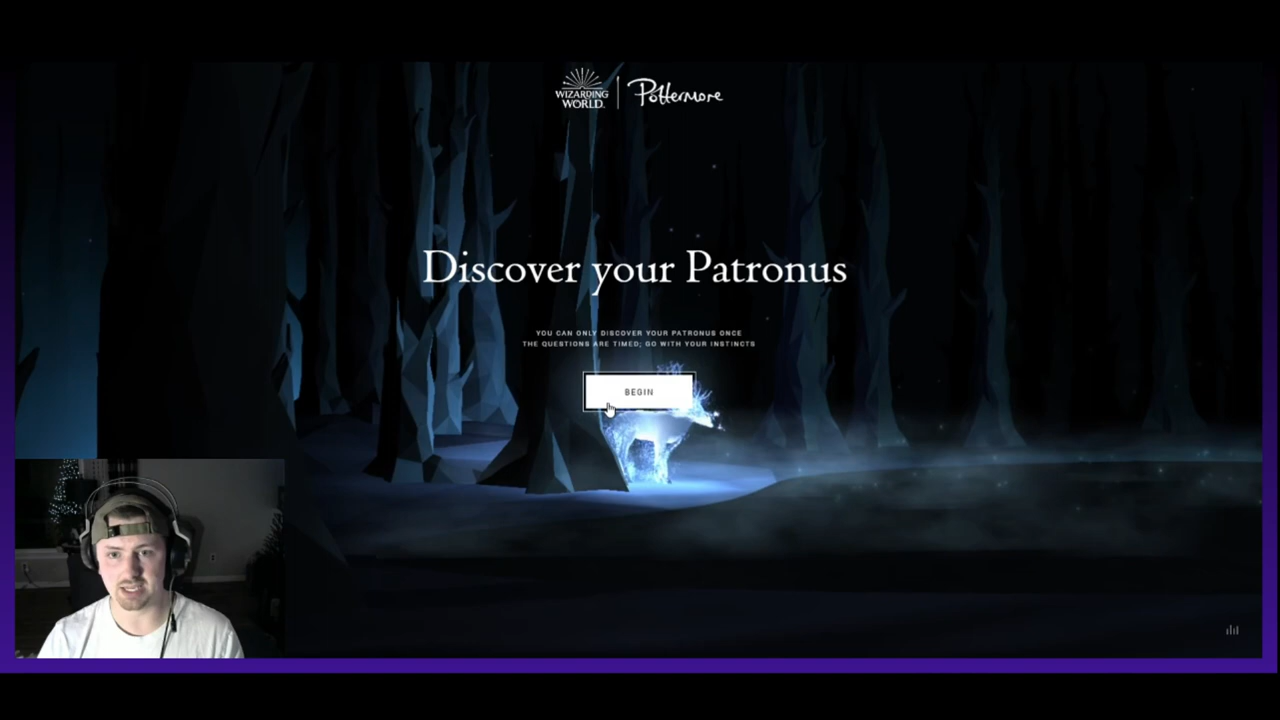 WIZARDING
WORLD.
Pottermore
Discover your Patronus
YOU CAN ONLY DISCOVER YOUR PATRONUS ONCE
THE QUESTIONS ARE TIMED; GO WITH YOUR INSTINCTS
BEGIN